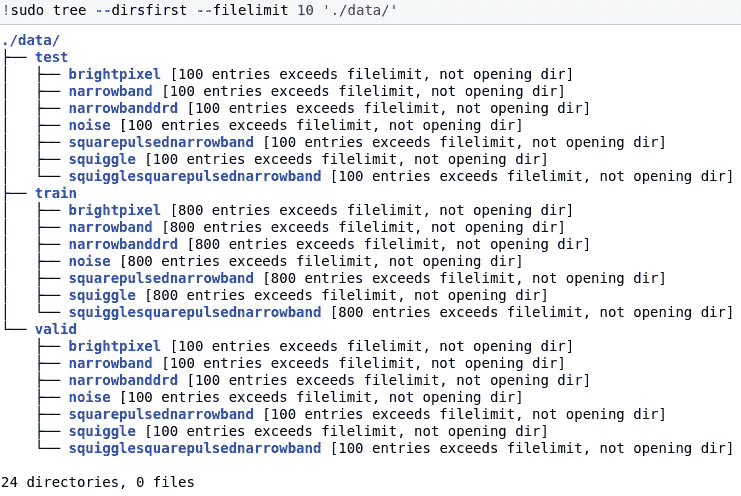 !sudo tree --dirsfirst --filelimit 10 './data/'
./data/
├── test
│   ├── brightpixel [100 entries exceeds filelimit, not opening dir]
│   ├── narrowband [100 entries exceeds filelimit, not opening dir]
│   ├── narrowbanddrd [100 entries exceeds filelimit, not opening dir]
│   ├── noise [100 entries exceeds filelimit, not opening dir]
│   ├── squarepulsednarrowband [100 entries exceeds filelimit, not opening dir]
│   ├── squiggle [100 entries exceeds filelimit, not opening dir]
│   └── squigglesquarepulsednarrowband [100 entries exceeds filelimit, not opening dir]
├── train
│   ├── brightpixel [800 entries exceeds filelimit, not opening dir]
│   ├── narrowband [800 entries exceeds filelimit, not opening dir]
│   ├── narrowbanddrd [800 entries exceeds filelimit, not opening dir]
│   ├── noise [800 entries exceeds filelimit, not opening dir]
│   ├── squarepulsednarrowband [800 entries exceeds filelimit, not opening dir]
│   ├── squiggle [800 entries exceeds filelimit, not opening dir]
│   └── squigglesquarepulsednarrowband [800 entries exceeds filelimit, not opening dir]
└── valid
    ├── brightpixel [100 entries exceeds filelimit, not opening dir]
    ├── narrowband [100 entries exceeds filelimit, not opening dir]
    ├── narrowbanddrd [100 entries exceeds filelimit, not opening dir]
    ├── noise [100 entries exceeds filelimit, not opening dir]
    ├── squarepulsednarrowband [100 entries exceeds filelimit, not opening dir]
    ├── squiggle [100 entries exceeds filelimit, not opening dir]
    └── squigglesquarepulsednarrowband [100 entries exceeds filelimit, not opening dir]
24 directories, 0 files